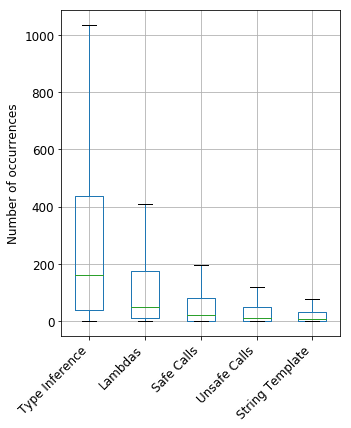 1000
800
600
400
200
0
Number of occurrences
Type Inference
Lambdas
Safe Calls
Unsafe Calls
String Template